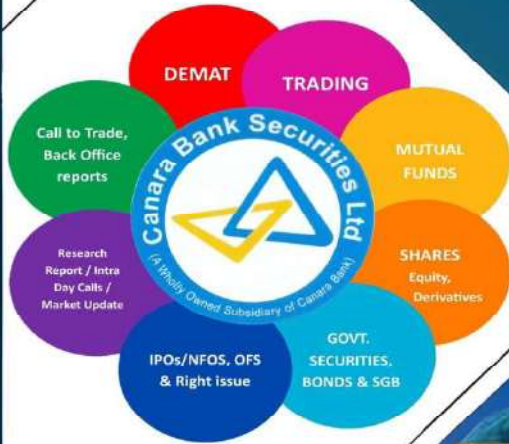 DEMAT
TRADING
MUTUAL
FUNDS
SHARES
Equity,
Derivatives
GOVT.
SECURITIES,
BONDS & SGB
IPOs/NFOS, OFS
& Right issue
Research
Report / Intra
Day Calls /
Market Update
Call to Trade,
Back Office
reports
Canara Bank Securities Ltd
(A Wholly Owned Subsidiary of Canara Bank)